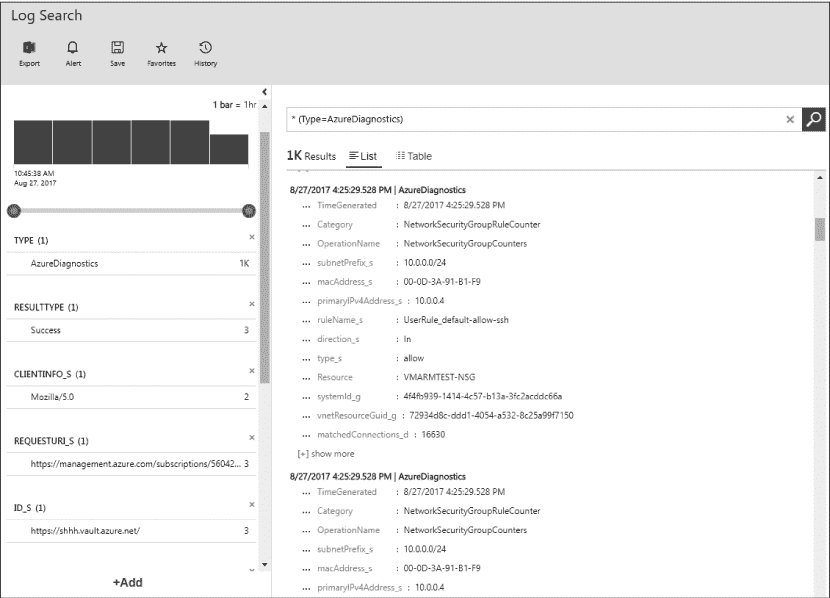 Log Search
Export Alert Save Favorites History
1 bar = 1hr
10:45:38 AM
Aug 27, 2017
TYPE (1)
AzureDiagnostics 1K
RESULTTYPE (1)
Success 3
CLIENTINFO_S (1)
Mozilla/5.0 2
REQUESTURI_S (1)
https://management.azure.com/subscriptions/56042... 3
ID_S (1)
https://shhh.vault.azure.net/ 3
+Add
* (Type=AzureDiagnostics)
1K Results List Table
8/27/2017 4:25:29.528 PM | AzureDiagnostics
... TimeGenerated : 8/27/2017 4:25:29.528 PM
... Category : NetworkSecurityGroupRuleCounter
... OperationName : NetworkSecurityGroupCounters
... subnetPrefix_s : 10.0.0.0/24
... macAddress_s : 00-0D-3A-91-B1-F9
... primaryIPv4Address_s : 10.0.0.4
... ruleName_s : UserRule_default-allow-ssh
... direction_s : In
... type_s : allow
... Resource : VMARMTEST-NSG
... systemId_g : 4f4fb939-1414-4c57-b13a-3fc2acddc66a
... vnetResourceGuid_g : 72934d8c-ddd1-4054-a532-8c25a99f7150
... matchedConnections_d : 16630
[+] show more
8/27/2017 4:25:29.528 PM | AzureDiagnostics
... TimeGenerated : 8/27/2017 4:25:29.528 PM
... Category : NetworkSecurityGroupRuleCounter
... OperationName : NetworkSecurityGroupCounters
... subnetPrefix_s : 10.0.0.0/24
... macAddress_s : 00-0D-3A-91-B1-F9
... primaryIPv4Address_s : 10.0.0.4